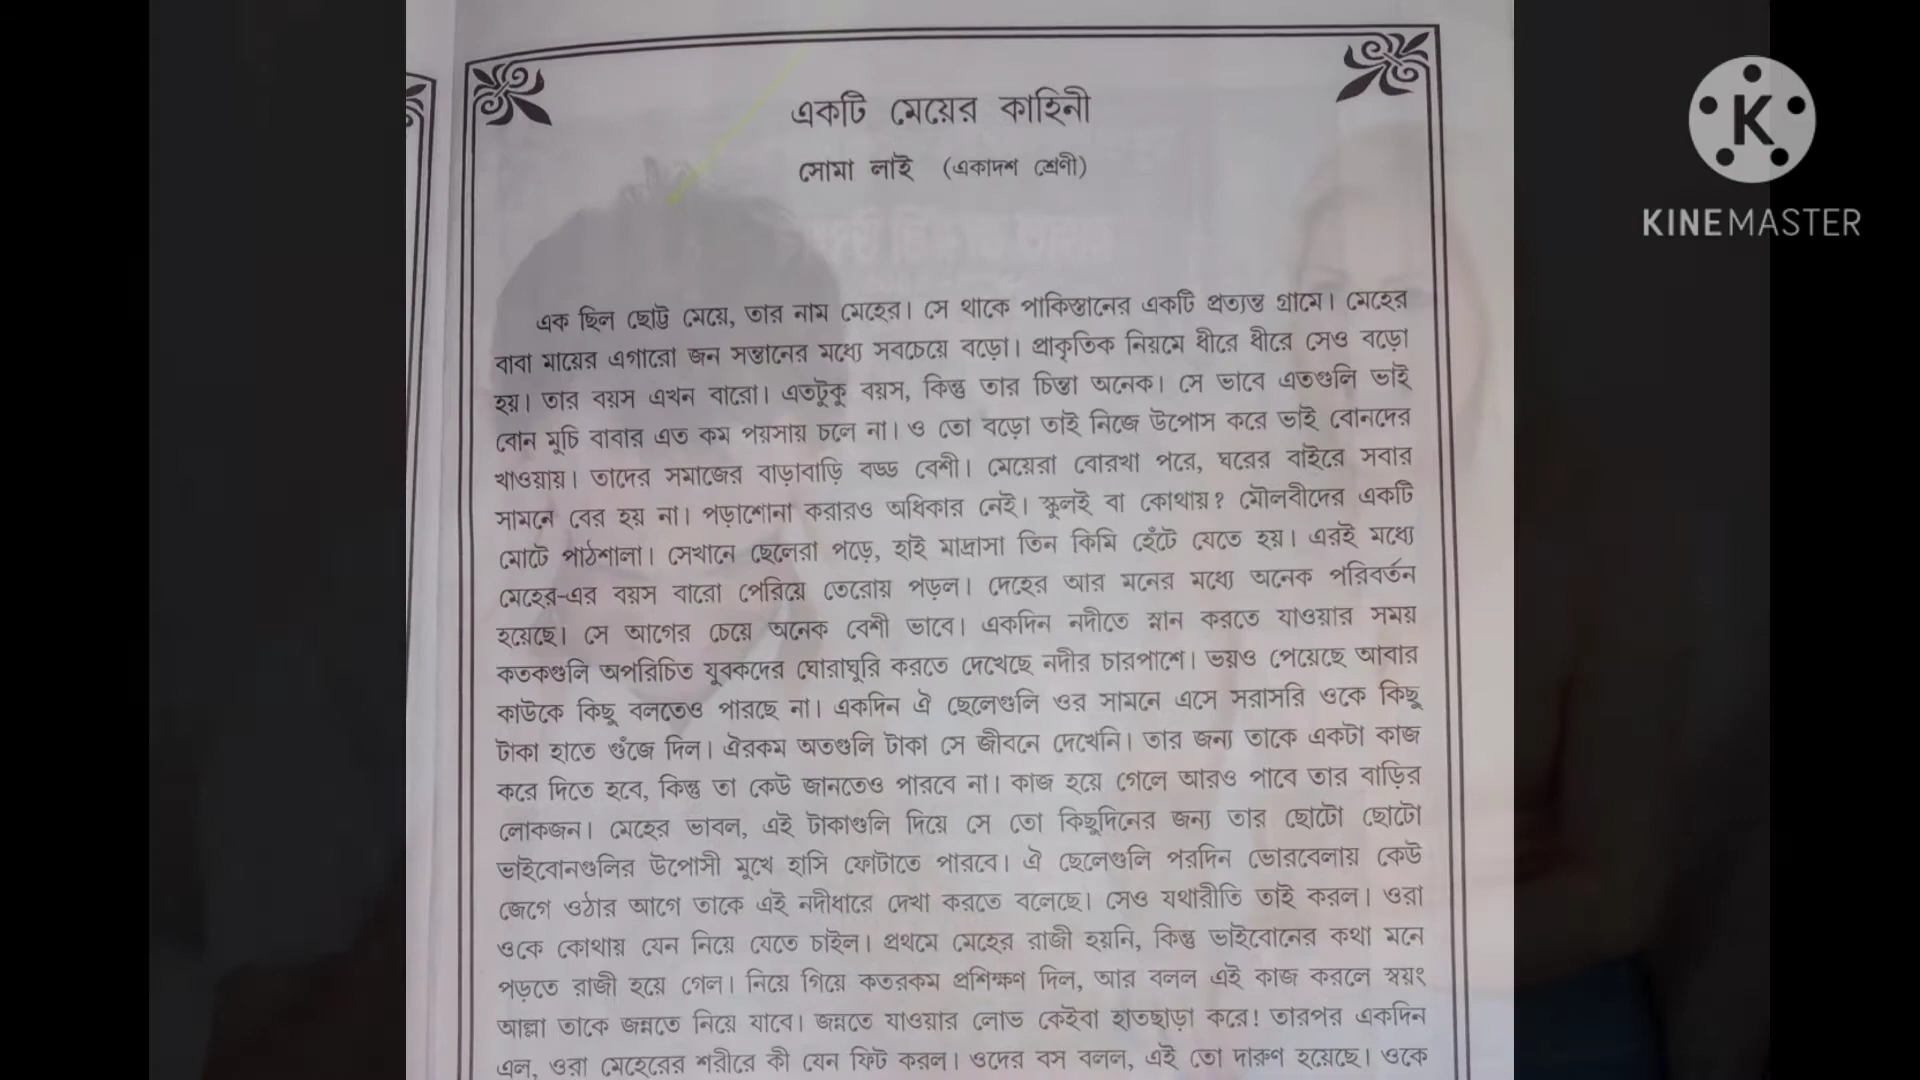 একটি মেয়ের কাহিনী
সোমা লাই (একাদশ শ্রেণী)
এক ছিল ছোট্ট মেয়ে, তার নাম মেহের। সে থাকে পাকিস্তানের একটি প্রত্যন্ত গ্রামে। মেহের
বাবা মায়ের এগারো জন সন্তানের মধ্যে সবচেয়ে বড়ো। প্রাকৃতিক নিয়মে ধীরে ধীরে সেও বড়ো
হয়। তার বয়স এখন বারো। এতটুকু বয়স, কিন্তু তার চিন্তা অনেক। সে ভাবে এতগুলি ভাই
বোন মুচি বাবার এত কম পয়সায় চলে না। ও তো বড়ো তাই নিজে উপোস করে ভাই বোনদের
খাওয়ায়। তাদের সমাজের বাড়াবাড়ি বড্ড বেশী। মেয়েরা বোরখা পরে, ঘরের বাইরে সবার
সামনে বের হয় না। পড়াশোনা করারও অধিকার নেই। স্কুলই বা কোথায়? মৌলবীদের একটি
মোটে পাঠশালা। সেখানে ছেলেরা পড়ে, হাই মাদ্রাসা তিন কিমি হেঁটে যেতে হয়। এরই মধ্যে
মেহের-এর বয়স বারো পেরিয়ে তেরোয় পড়ল। দেহের আর মনের মধ্যে অনেক পরিবর্তন
হয়েছে। সে আগের চেয়ে অনেক বেশী ভাবে। একদিন নদীতে স্নান করতে যাওয়ার সময়
কতকগুলি অপরিচিত যুবকদের ঘোরাঘুরি করতে দেখেছে নদীর চারপাশে। ভয়ও পেয়েছে আবার
কাউকে কিছু বলতেও পারছে না। একদিন ঐ ছেলেগুলি ওর সামনে এসে সরাসরি ওকে কিছু
টাকা হাতে গুঁজে দিল। ঐরকম অতগুলি টাকা সে জীবনে দেখেনি। তার জন্য তাকে একটা কাজ
করে দিতে হবে, কিন্তু তা কেউ জানতেও পারবে না। কাজ হয়ে গেলে আরও পাবে তার বাড়ির
লোকজন। মেহের ভাবল, এই টাকাগুলি দিয়ে সে তো কিছুদিনের জন্য তার ছোটো ছোটো
ভাইবোনগুলির উপোসী মুখে হাসি ফোটাতে পারবে। ঐ ছেলেগুলি পরদিন ভোরবেলায় কেউ
জেগে ওঠার আগে তাকে এই নদীধারে দেখা করতে বলেছে। সেও যথারীতি তাই করল। ওরা
ওকে কোথায় যেন নিয়ে যেতে চাইল। প্রথমে মেহের রাজী হয়নি, কিন্তু ভাইবোনের কথা মনে
পড়তে রাজী হয়ে গেল। নিয়ে গিয়ে কতরকম প্রশিক্ষণ দিল, আর বলল এই কাজ করলে স্বয়ং
আল্লা তাকে জন্নতে নিয়ে যাবে। জন্নতে যাওয়ার লোভ কেইবা হাতছাড়া করে! তারপর একদিন
এল, ওরা মেহেরের শরীরে কী যেন ফিট করল। ওদের বস বলল, এই তো দারুণ হয়েছে। ওকে
KINEMASTER